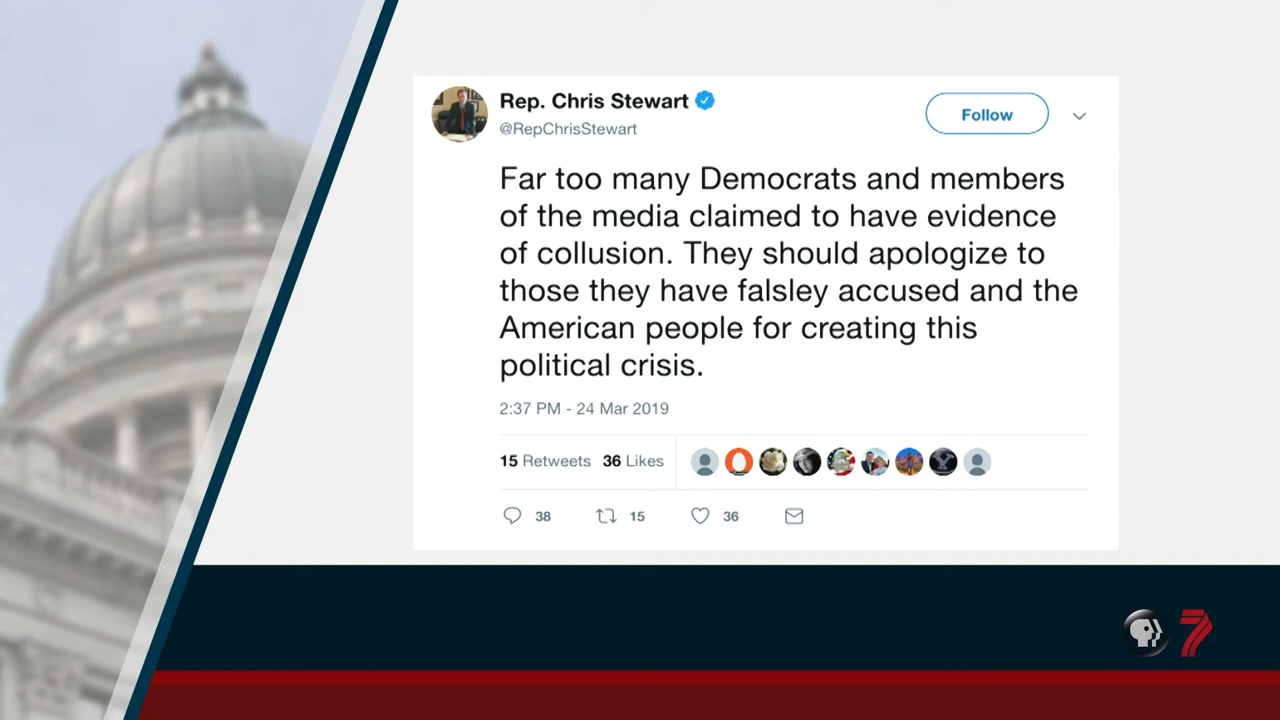 Rep. Chris Stewart
@RepChrisStewart
Follow
Far too many Democrats and members
of the media claimed to have evidence
of collusion. They should apologize to
those they have falsley accused and the
American people for creating this
political crisis.
2:37 PM - 24 Mar 2019
15 Retweets 36 Likes
38 15 36
7